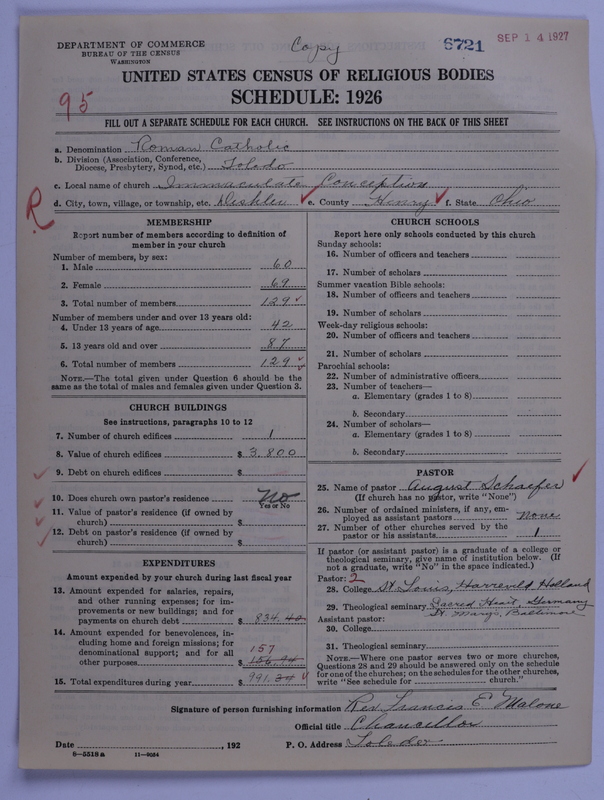 DEPARTMENT OF COMMERCE
BUREAU OF THE CENSUS
WASHINGTON
Copy
6721
SEP 14 1927
UNITED STATES CENSUS OF RELIGIOUS BODIES
SCHEDULE: 1926
95
FILL OUT A SEPARATE SCHEDULE FOR EACH CHURCH. SEE INSTRUCTIONS ON THE BACK OF THIS SHEET
a. Denomination Roman Catholic
b. Division (Association, Conference,
Diocese, Presbytery, Synod, etc.) Toledo
c. Local name of church Immaculate Conception
d. City, town, village, or township, etc. Deshler e. County Henry f. State Ohio
R
MEMBERSHIP
Report number of members according to definition of
member in your church
Number of members, by sex:
1. Male 60
2. Female 69
3. Total number of members 129
Number of members under and over 13 years old:
4. Under 13 years of age 42
5. 13 years old and over 87
6. Total number of members 129
NOTE.—The total given under Question 6 should be the
same as the total of males and females given under Question 3.
CHURCH BUILDINGS
See instructions, paragraphs 10 to 12
7. Number of church edifices 1
8. Value of church edifices $ 3,800
9. Debt on church edifices $
10. Does church own pastor's residence No
Yes or No
11. Value of pastor's residence (if owned by
church) $
12. Debt on pastor's residence (if owned by
church) $
EXPENDITURES
Amount expended by your church during last fiscal year
13. Amount expended for salaries, repairs,
and other running expenses; for im-
provements or new buildings; and for
payments on church debt $ 834.40
14. Amount expended for benevolences, in-
cluding home and foreign missions; for
denominational support; and for all 157
other purposes $ 156.94
15. Total expenditures during year $ 991.34
CHURCH SCHOOLS
Report here only schools conducted by this church
Sunday schools:
16. Number of officers and teachers
17. Number of scholars
Summer vacation Bible schools:
18. Number of officers and teachers
19. Number of scholars
Week-day religious schools:
20. Number of officers and teachers
21. Number of scholars
Parochial schools:
22. Number of administrative officers
23. Number of teachers—
a. Elementary (grades 1 to 8)
b. Secondary
24. Number of scholars—
a. Elementary (grades 1 to 8)
b. Secondary
PASTOR
25. Name of pastor August Schaefer
(If church has no pastor, write "None")
26. Number of ordained ministers, if any, em-
ployed as assistant pastors None
27. Number of other churches served by the
pastor or his assistants 1
If pastor (or assistant pastor) is a graduate of a college or
theological seminary, give name of institution below. (If
not a graduate, write "No" in the space indicated.)
Pastor: 2
28. College St. Louis, Harreveld Holland
29. Theological seminary Sacred Heart, Germany
St. Marys, Baltimore
Assistant pastor:
30. College
31. Theological seminary
NOTE.—Where one pastor serves two or more churches,
Questions 28 and 29 should be answered only on the schedule
for one of the churches; on the schedules for the other churches,
write "See schedule for church."
Signature of person furnishing information Rev. Francis E Malone
Official title Chancellor
Date , 192 P. O. Address Toledo
8—5518 a 11—9054